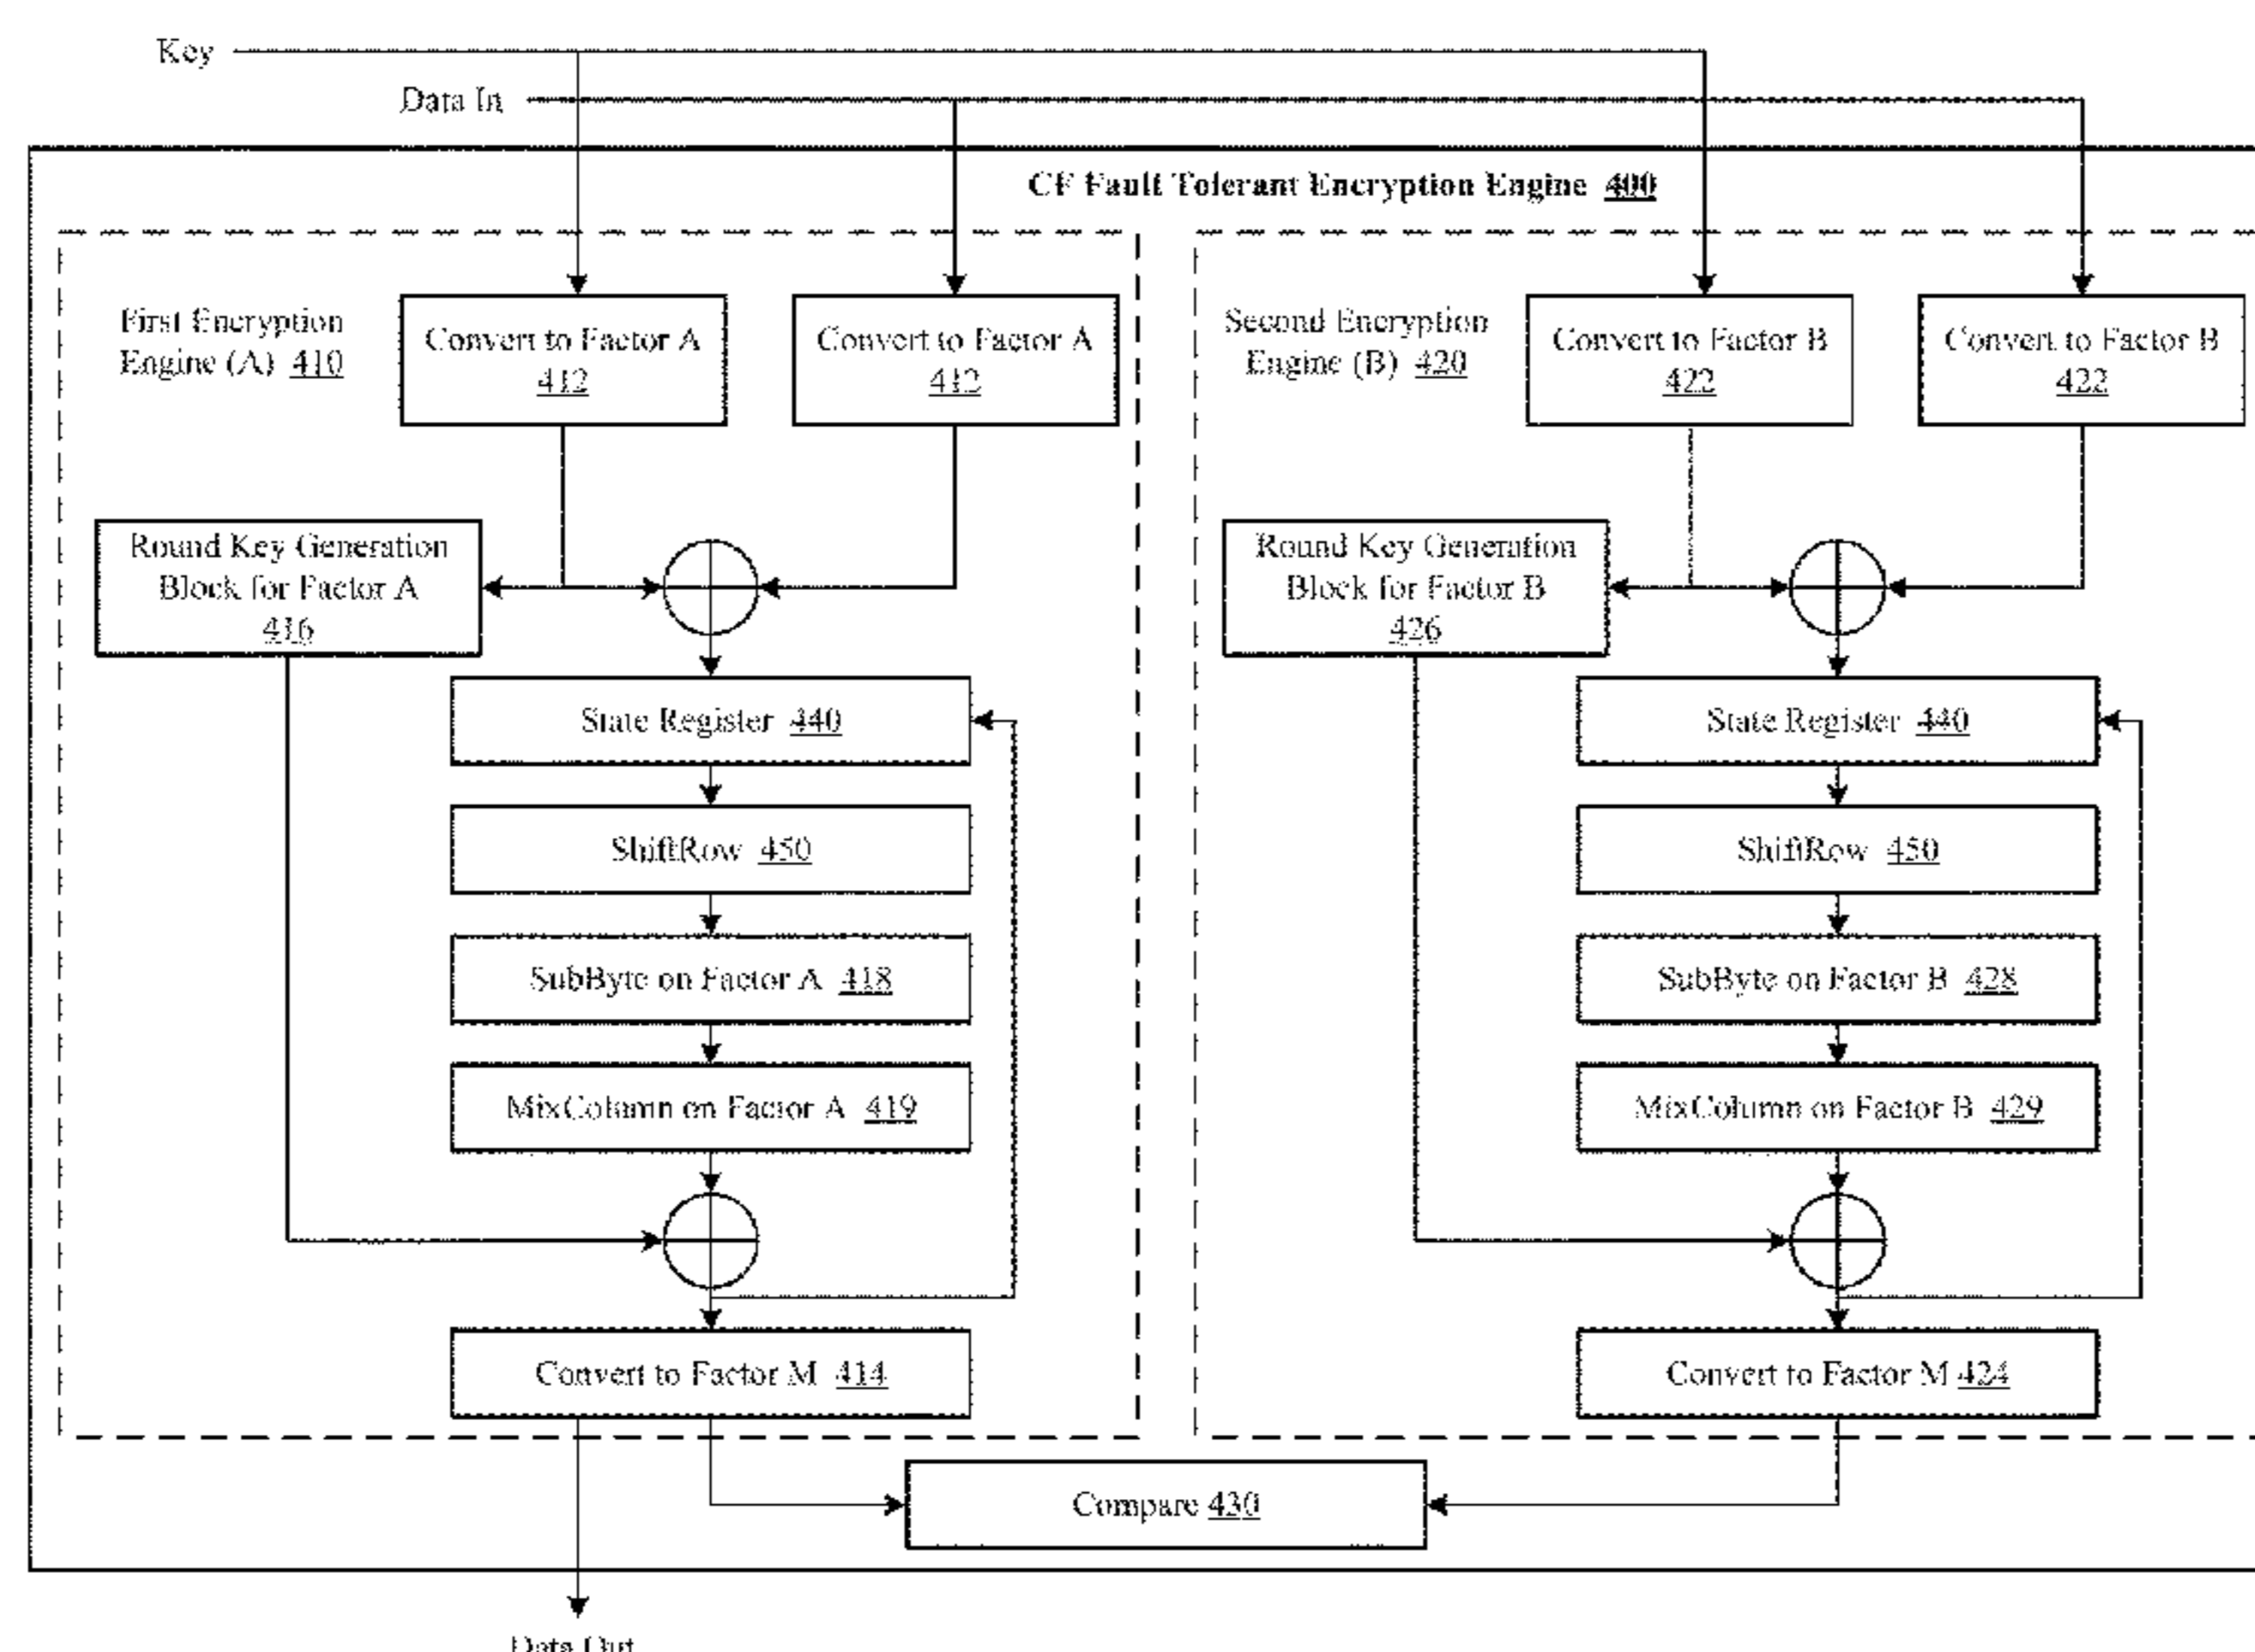 Key
Data In
CF Fault Tolerant Encryption Engine 400
First Encryption
Engine (A) 410
Convert to Factor A
412
Convert to Factor A
412
Second Encryption
Engine (B) 420
Convert to Factor B
422
Convert to Factor B
422
Round Key Generation
Block for Factor A
416
Round Key Generation
Block for Factor B
426
State Register 440
State Register 440
ShiftRow 450
ShiftRow 450
SubByte on Factor A 418
SubByte on Factor B 428
MixColumn on Factor A 419
MixColumn on Factor B 429
Convert to Factor M 414
Convert to Factor M 424
Compare 430
Data Out